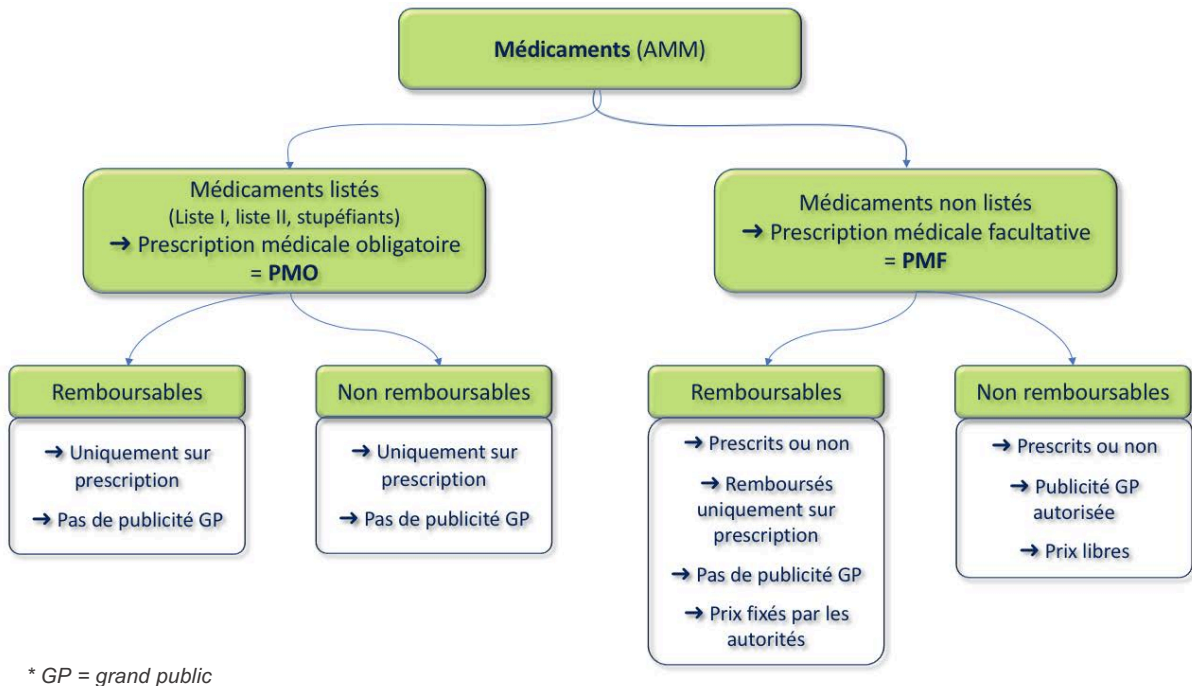 Médicaments (AMM)
Médicaments listés
(Liste I, liste II, stupéfiants)
➔ Prescription médicale obligatoire
= PMO
Médicaments non listés
➔ Prescription médicale facultative
= PMF
Remboursables
➔ Uniquement sur
prescription
➔ Pas de publicité GP
Non remboursables
➔ Uniquement sur
prescription
➔ Pas de publicité GP
Remboursables
➔ Prescrits ou non
➔ Remboursés
uniquement sur
prescription
➔ Pas de publicité GP
➔ Prix fixés par les
autorités
Non remboursables
➔ Prescrits ou non
➔ Publicité GP
autorisée
➔ Prix libres
* GP = grand public